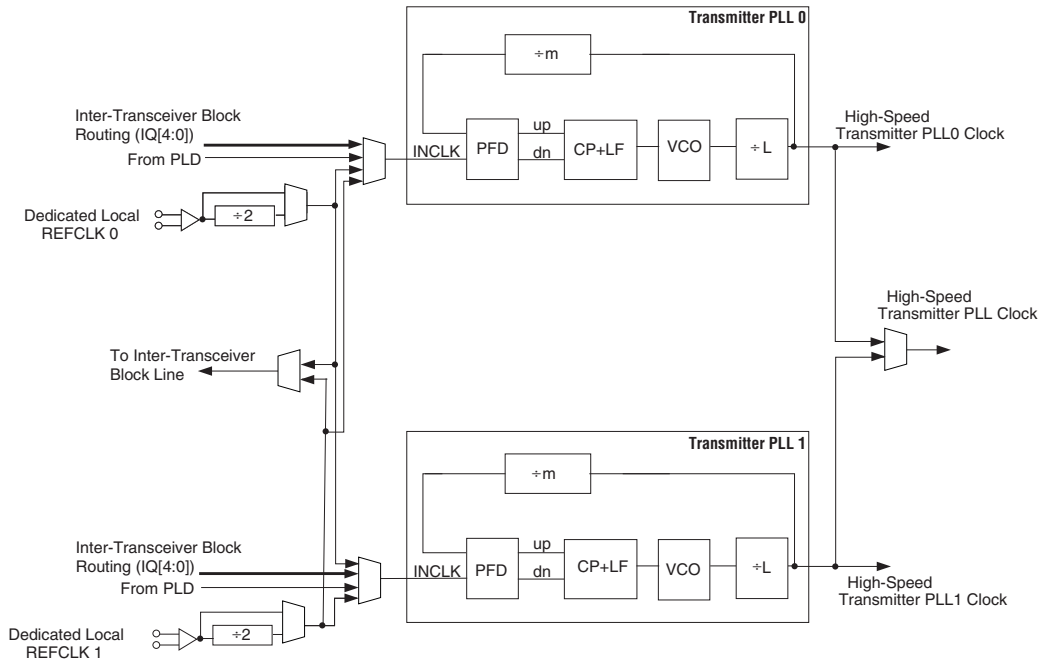 Transmitter PLL 0
÷m
Inter-Transceiver Block
Routing (IQ[4:0])
From PLD
INCLK
PFD
up
dn
CP+LF
VCO
÷L
High-Speed
Transmitter PLL0 Clock
Dedicated Local
REFCLK 0
÷2
High-Speed
Transmitter PLL Clock
To Inter-Transceiver
Block Line
Transmitter PLL 1
÷m
Inter-Transceiver Block
Routing (IQ[4:0])
From PLD
INCLK
PFD
up
dn
CP+LF
VCO
÷L
High-Speed
Transmitter PLL1 Clock
Dedicated Local
REFCLK 1
÷2